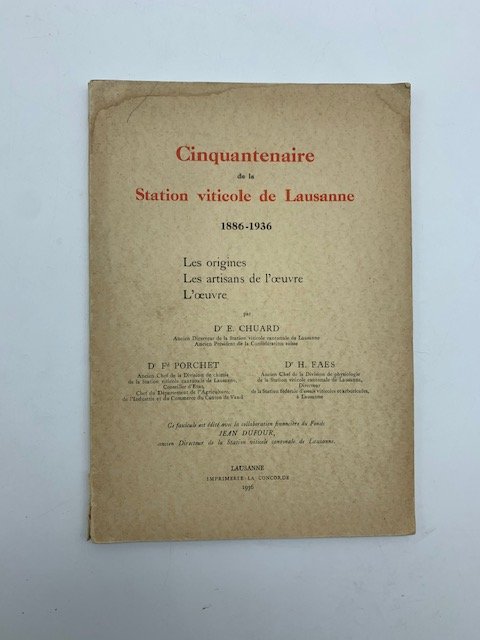 Cinquantenaire
de la
Station viticole de Lausanne
1886-1936
Les origines
Les artisans de l'œuvre
L'œuvre
par
Dr E. CHUARD
Ancien Directeur de la Station viticole cantonale de Lausanne
Ancien Président de la Confédération suisse
Dr Fd PORCHET
Ancien Chef de la Division de chimie
de la Station viticole cantonale de Lausanne,
Conseiller d'Etat,
Chef du Département de l'Agriculture,
de l'Industrie et du Commerce du Canton de Vaud
Dr H. FAES
Ancien Chef de la Division de physiologie
de la Station viticole cantonale de Lausanne,
Directeur
de la Station fédérale d'essais viticoles et arboricoles,
à Lausanne
Ce fascicule est édité avec la collaboration financière du Fonds
JEAN DUFOUR,
ancien Directeur de la Station viticole cantonale de Lausanne.
LAUSANNE
IMPRIMERIE LA CONCORDE
1936